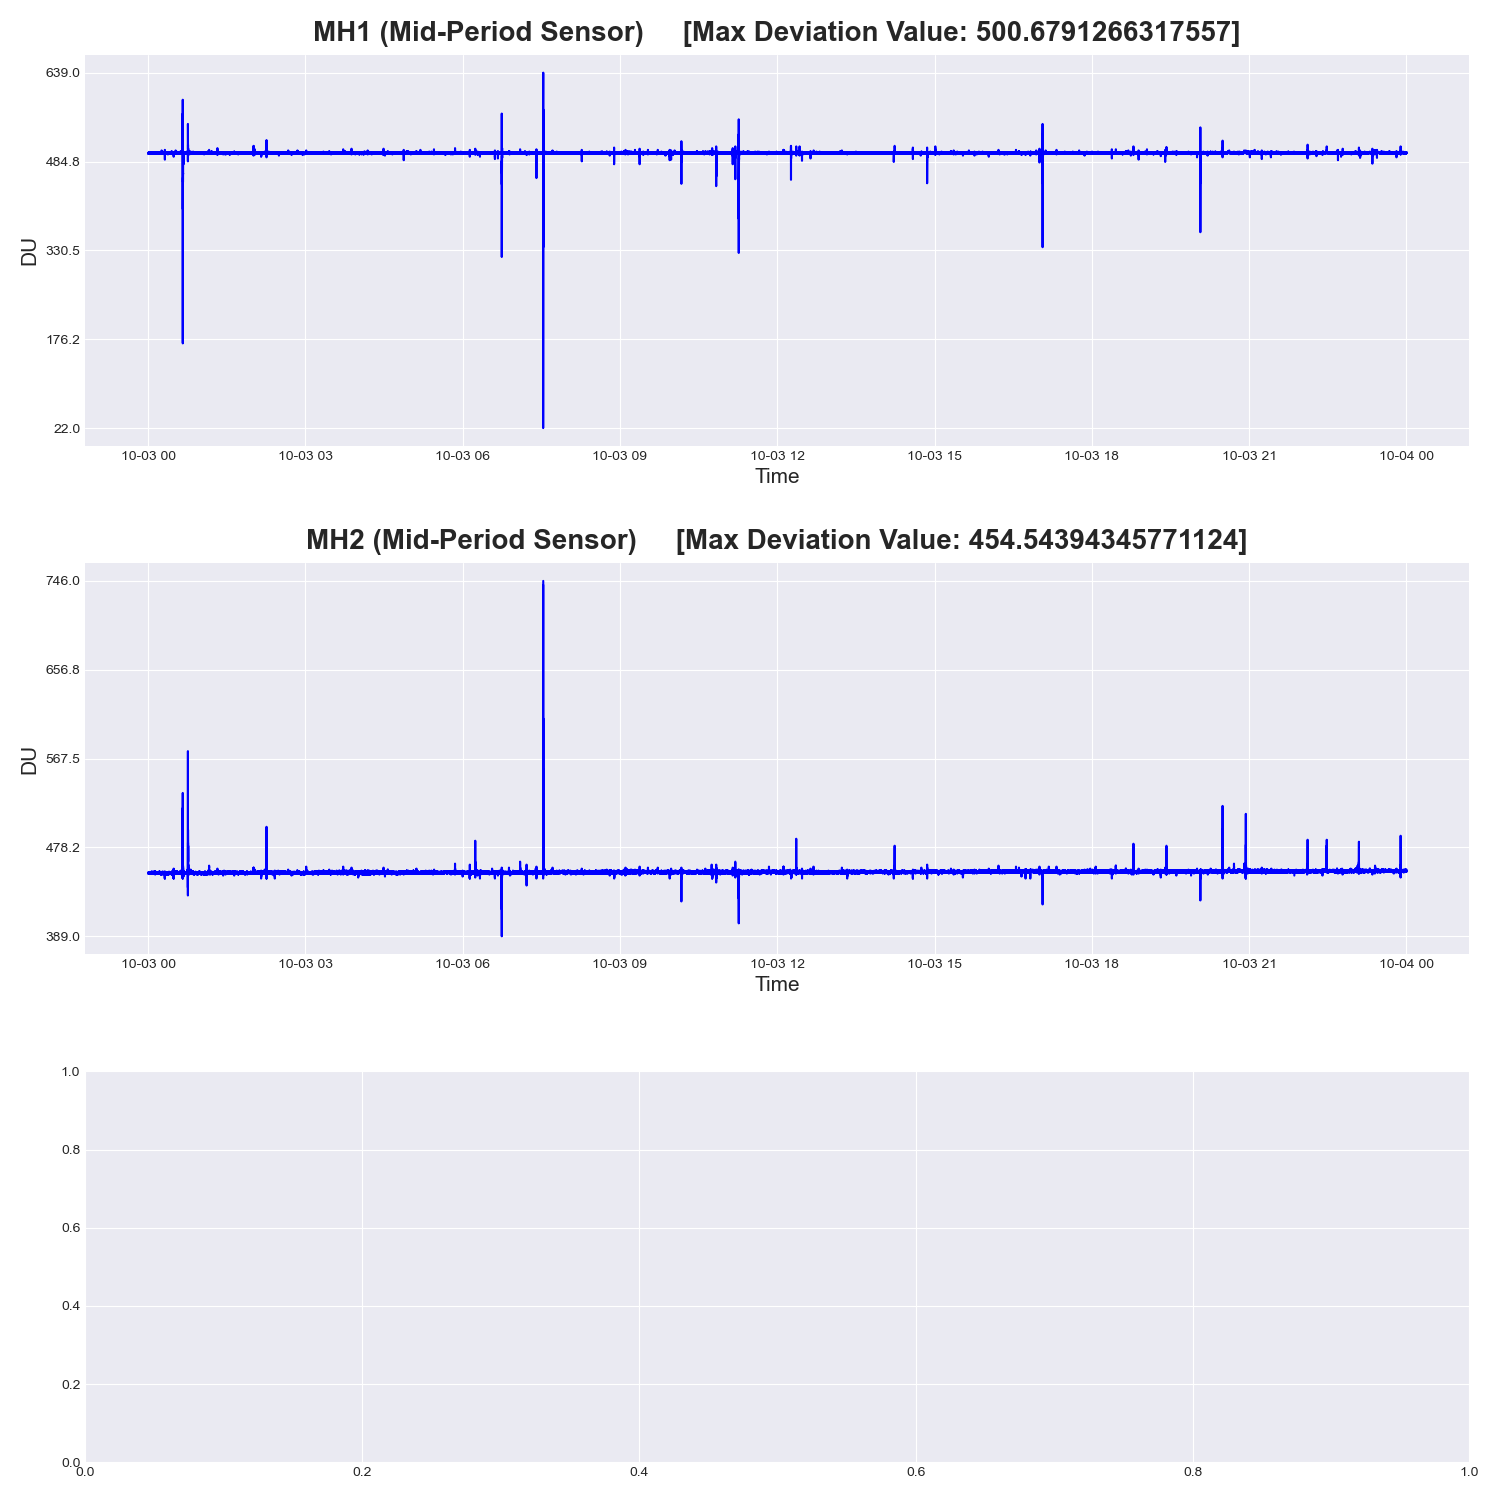 MH1 (Mid-Period Sensor) [Max Deviation Value: 500.6791266317557]
639.0
484.8
330.5
176.2
22.0
DU
10-03 00 10-03 03 10-03 06 10-03 09 10-03 12 10-03 15 10-03 18 10-03 21 10-04 00
Time
MH2 (Mid-Period Sensor) [Max Deviation Value: 454.54394345771124]
746.0
656.8
567.5
478.2
389.0
DU
10-03 00 10-03 03 10-03 06 10-03 09 10-03 12 10-03 15 10-03 18 10-03 21 10-04 00
Time
1.0
0.8
0.6
0.4
0.2
0.0
0.0 0.2 0.4 0.6 0.8 1.0